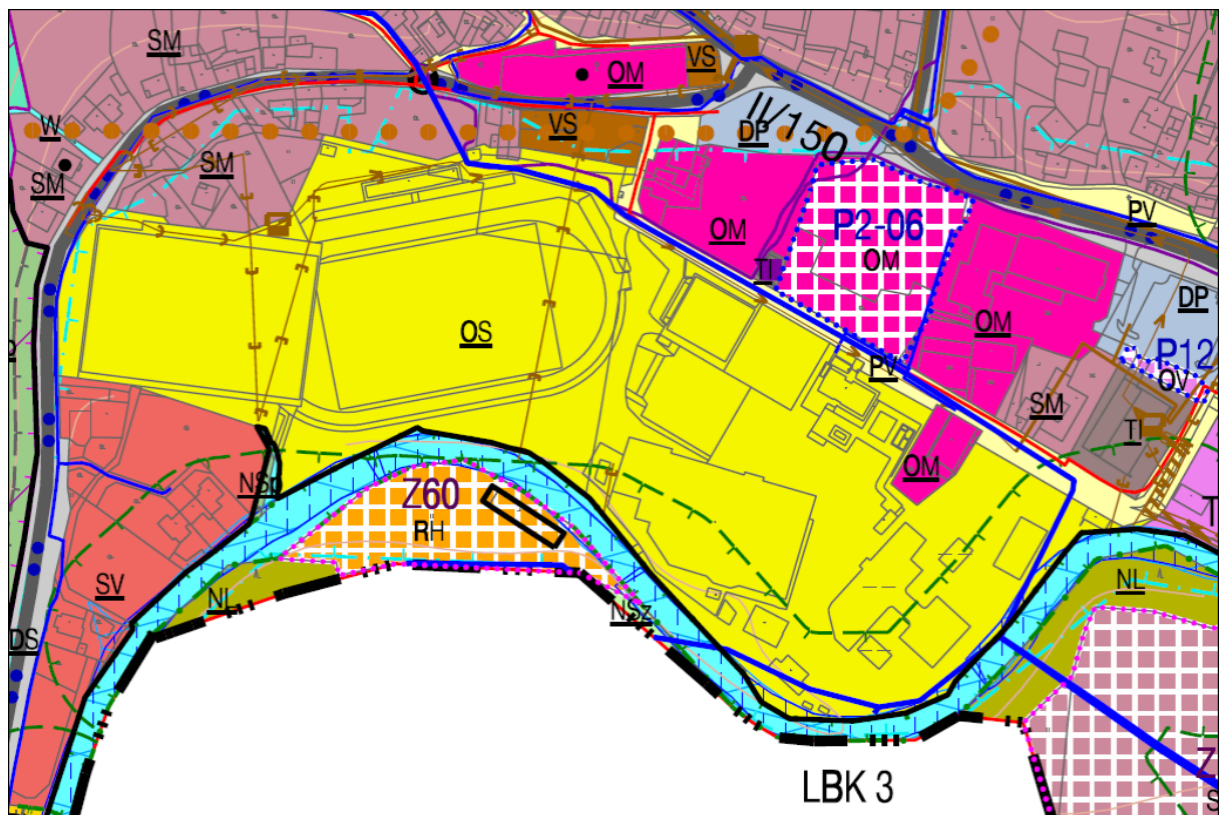 SM
OM
VS
W
VS
DP
II/150
SM
SM
PV
P2-06
OM
OM
TI
DP
OS
OM
P12
PV
OV
SM
TI
OM
NSp
Z60
RH
T
SV
NL
NSz
NL
DS
Z
S
LBK 3